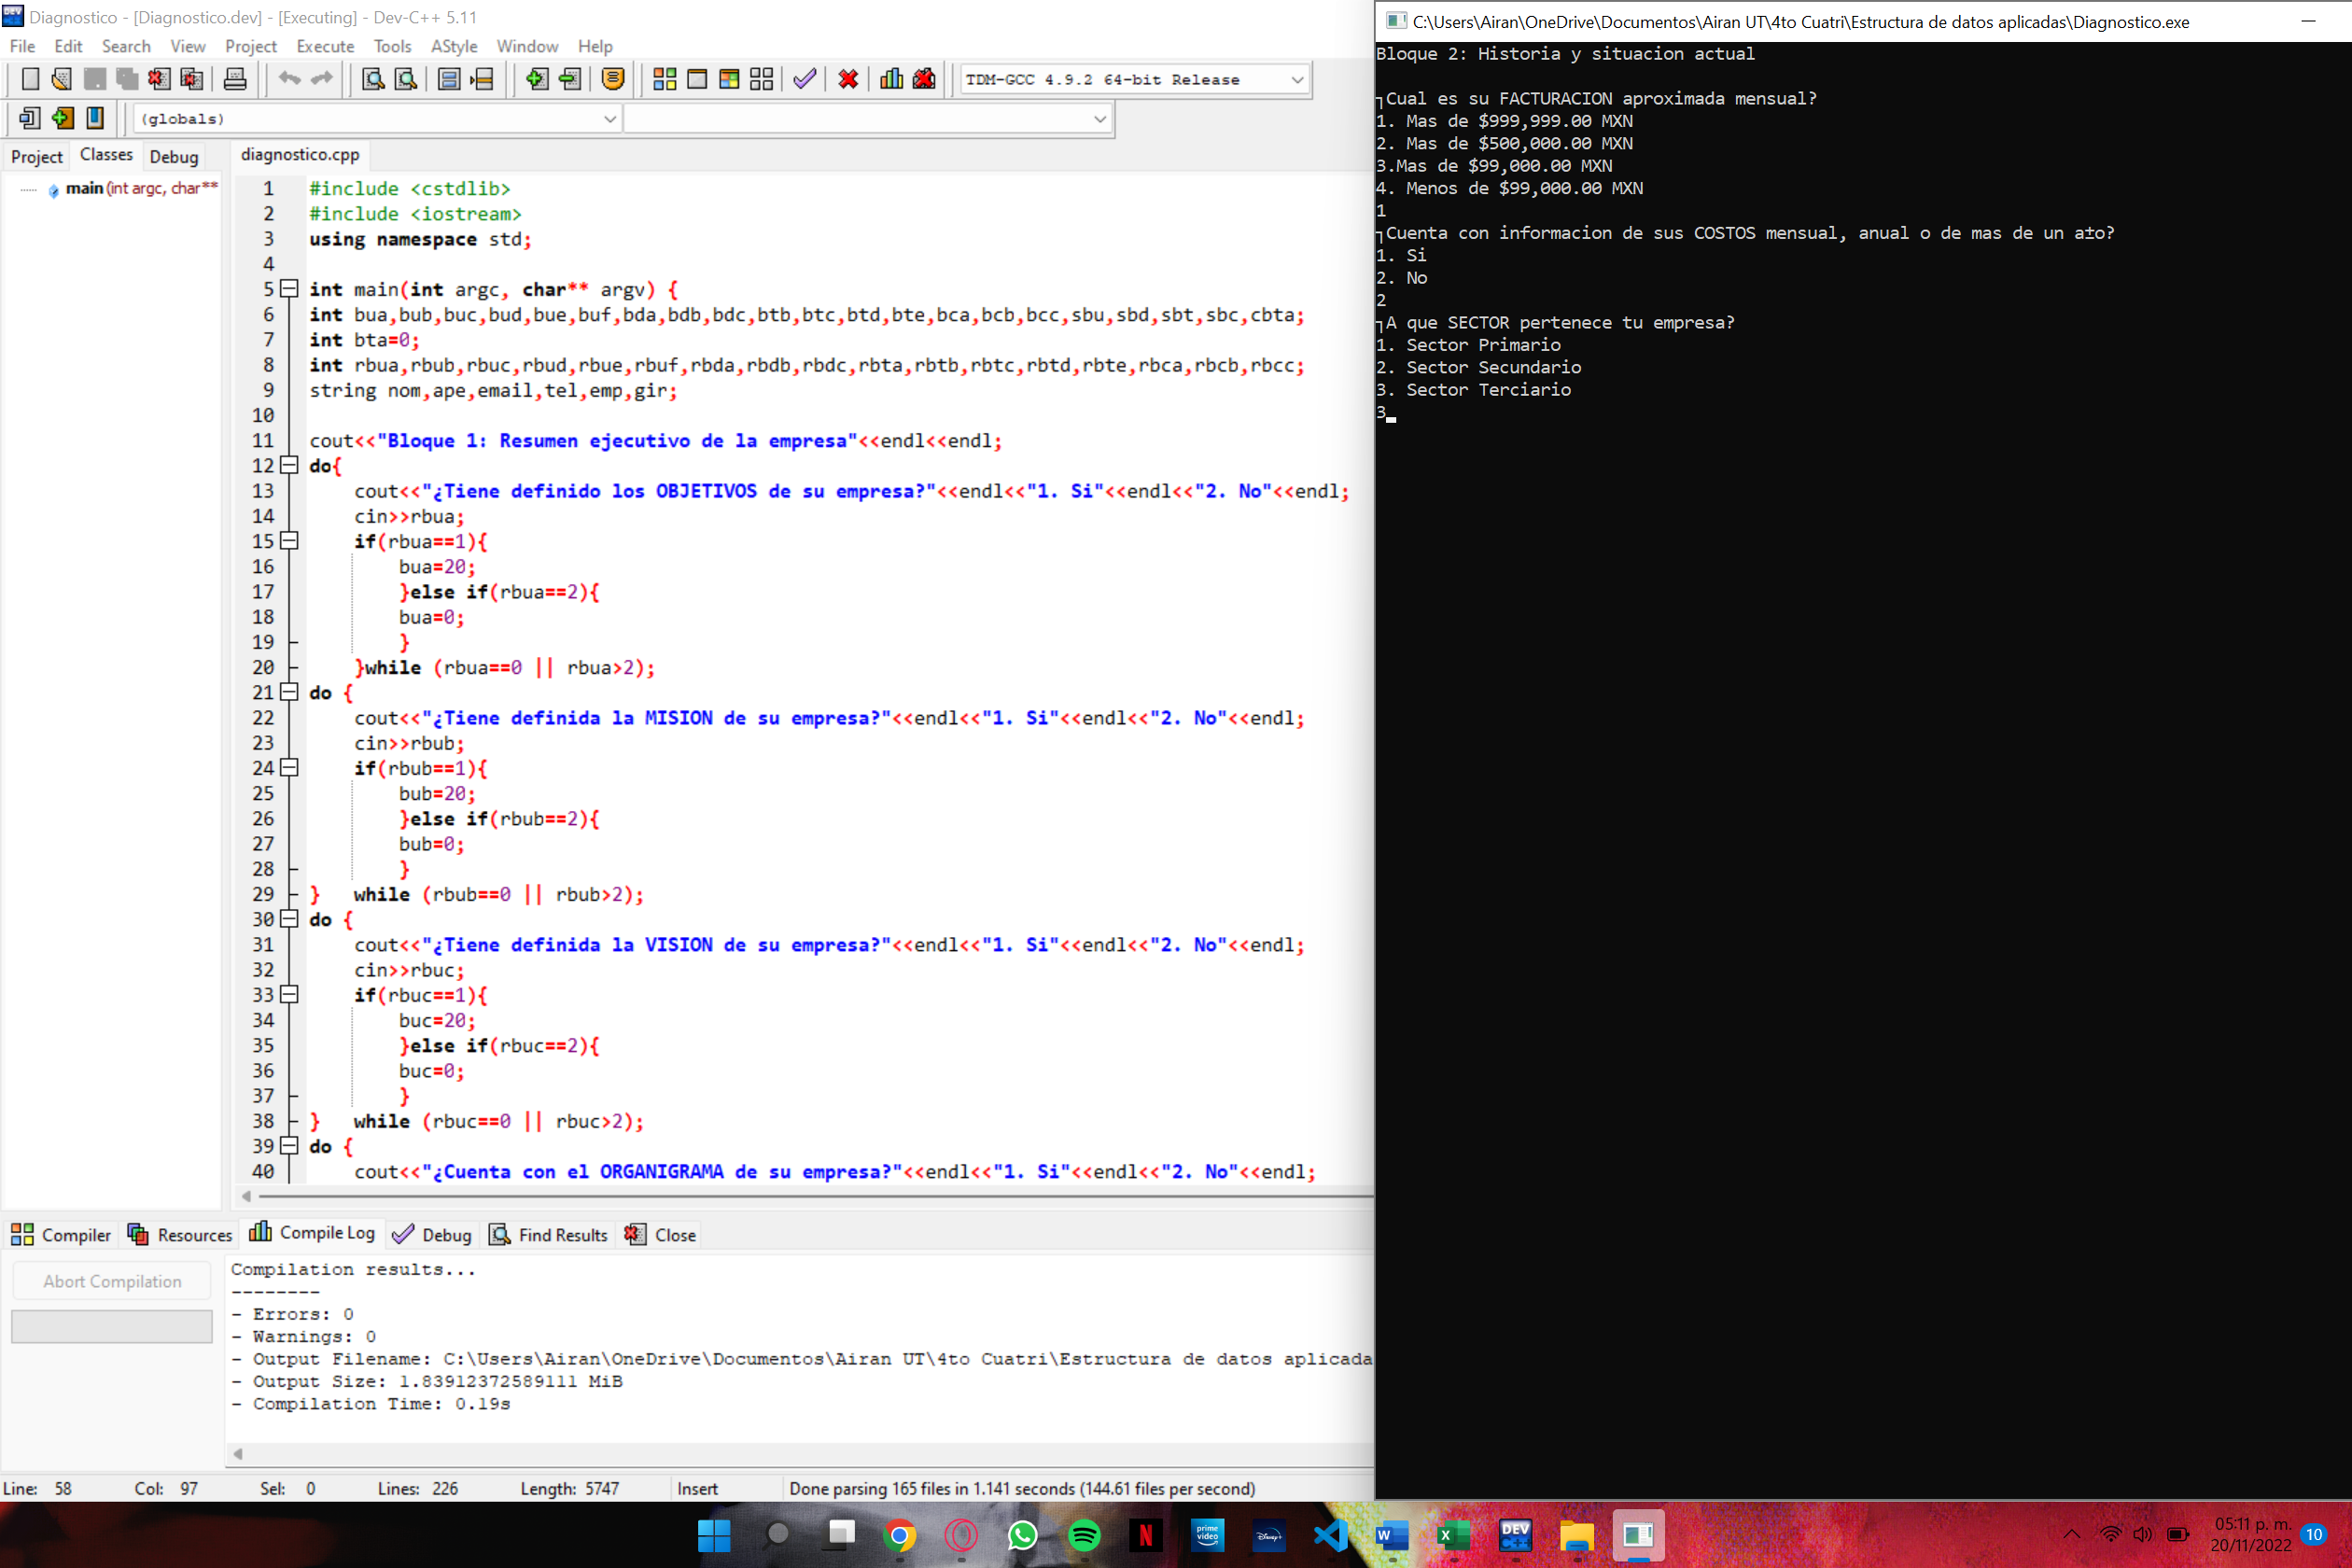 Diagnostico - [Diagnostico.dev] - [Executing] - Dev-C++ 5.11
File Edit Search View Project Execute Tools AStyle Window Help
TDM-GCC 4.9.2 64-bit Release
(globals)
Project Classes Debug
diagnostico.cpp
main (int argc, char**
1 #include <cstdlib>
2 #include <iostream>
3 using namespace std;
4
5 int main(int argc, char** argv) {
6 int bua,bub,buc,bud,bue,buf,bda,bdb,bdc,btb,btc,btd,bte,bca,bcb,bcc,sbu,sbd,sbt,sbc,cbta;
7 int bta=0;
8 int rbua,rbub,rbuc,rbud,rbue,rbuf,rbda,rbdb,rbdc,rbta,rbtb,rbtc,rbtd,rbte,rbca,rbcb,rbcc;
9 string nom,ape,email,tel,emp,gir;
10
11 cout<<"Bloque 1: Resumen ejecutivo de la empresa"<<endl<<endl;
12 do{
13 cout<<"¿Tiene definido los OBJETIVOS de su empresa?"<<endl<<"1. Si"<<endl<<"2. No"<<endl;
14 cin>>rbua;
15 if(rbua==1){
16 bua=20;
17 }else if(rbua==2){
18 bua=0;
19 }
20 }while (rbua==0 || rbua>2);
21 do {
22 cout<<"¿Tiene definida la MISION de su empresa?"<<endl<<"1. Si"<<endl<<"2. No"<<endl;
23 cin>>rbub;
24 if(rbub==1){
25 bub=20;
26 }else if(rbub==2){
27 bub=0;
28 }
29 } while (rbub==0 || rbub>2);
30 do {
31 cout<<"¿Tiene definida la VISION de su empresa?"<<endl<<"1. Si"<<endl<<"2. No"<<endl;
32 cin>>rbuc;
33 if(rbuc==1){
34 buc=20;
35 }else if(rbuc==2){
36 buc=0;
37 }
38 } while (rbuc==0 || rbuc>2);
39 do {
40 cout<<"¿Cuenta con el ORGANIGRAMA de su empresa?"<<endl<<"1. Si"<<endl<<"2. No"<<endl;
Compiler Resources Compile Log Debug Find Results Close
Abort Compilation
Compilation results...
--------
- Errors: 0
- Warnings: 0
- Output Filename: C:\Users\Airan\OneDrive\Documentos\Airan UT\4to Cuatri\Estructura de datos aplicada
- Output Size: 1.83912372589111 MiB
- Compilation Time: 0.19s
Line: 58 Col: 97 Sel: 0 Lines: 226 Length: 5747 Insert Done parsing 165 files in 1.141 seconds (144.61 files per second)
C:\Users\Airan\OneDrive\Documentos\Airan UT\4to Cuatri\Estructura de datos aplicadas\Diagnostico.exe
Bloque 2: Historia y situacion actual
┐Cual es su FACTURACION aproximada mensual?
1. Mas de $999,999.00 MXN
2. Mas de $500,000.00 MXN
3.Mas de $99,000.00 MXN
4. Menos de $99,000.00 MXN
1
┐Cuenta con informacion de sus COSTOS mensual, anual o de mas de un a±o?
1. Si
2. No
2
┐A que SECTOR pertenece tu empresa?
1. Sector Primario
2. Sector Secundario
3. Sector Terciario
3
N
prime video
Disney+
W
X
DEV C++
05:11 p. m.
20/11/2022
10